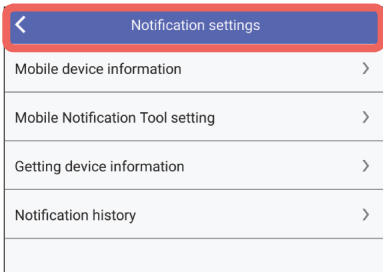 Notification settings
Mobile device information
Mobile Notification Tool setting
Getting device information
Notification history